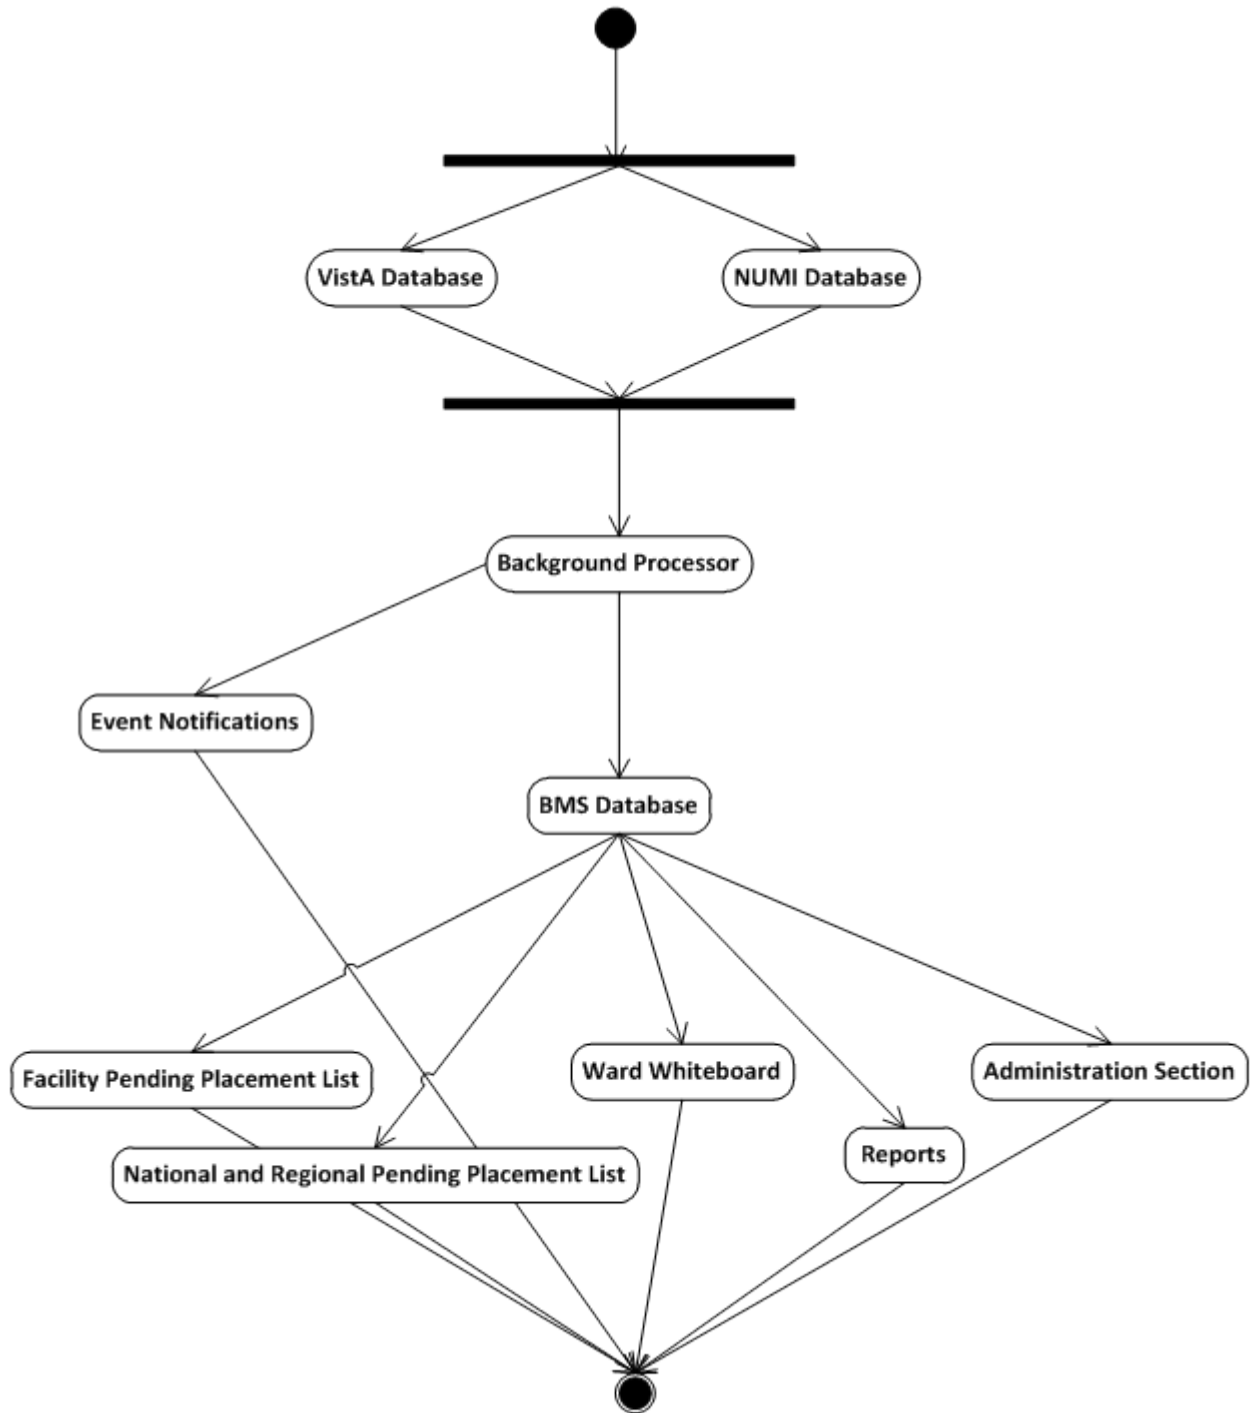 VistA Database
NUMI Database
Background Processor
Event Notifications
BMS Database
Facility Pending Placement List
Ward Whiteboard
Administration Section
National and Regional Pending Placement List
Reports